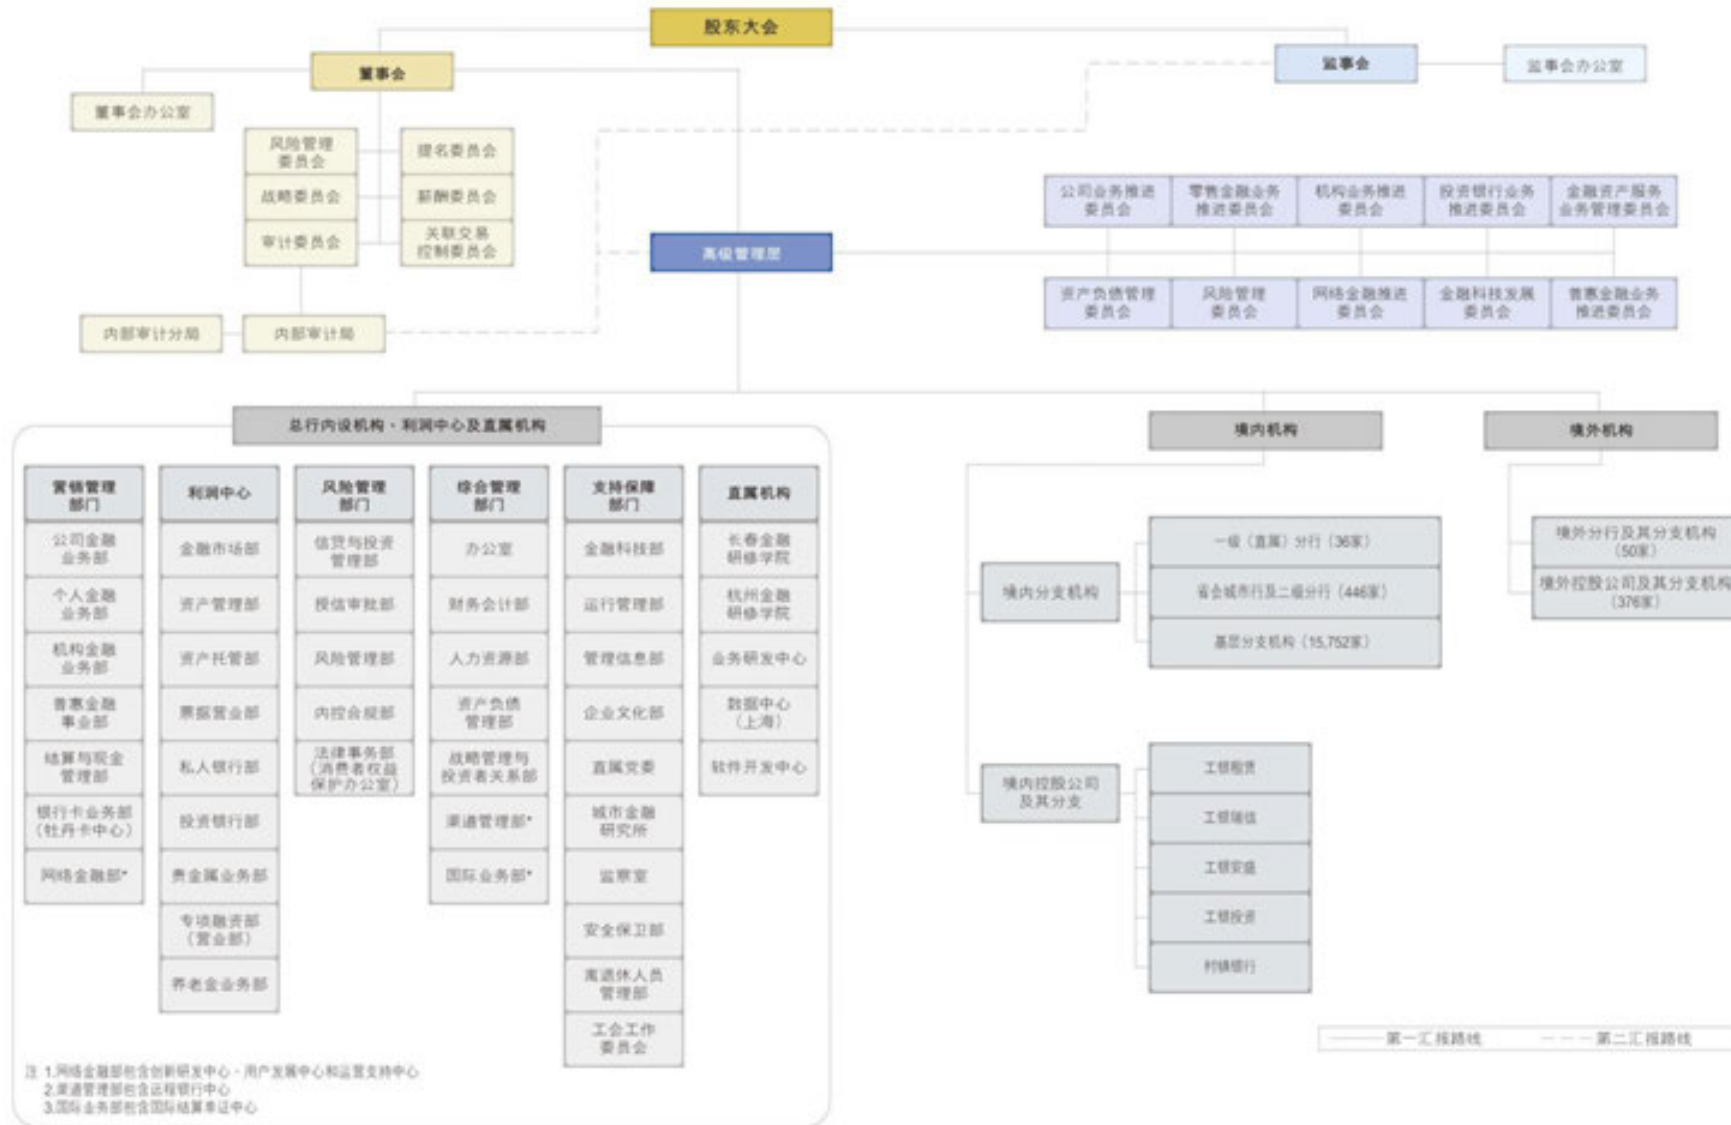 股东大会
董事会
监事会
监事会办公室
董事会办公室
风险管理
委员会
提名委员会
战略委员会
薪酬委员会
审计委员会
关联交易
控制委员会
内部审计分局
内部审计局
高级管理层
公司业务推进
委员会
零售金融业务
推进委员会
机构业务推进
委员会
投资银行业务
推进委员会
金融资产服务
业务管理委员会
资产负债管理
委员会
风险管理
委员会
网络金融推进
委员会
金融科技发展
委员会
普惠金融业务
推进委员会
总行内设机构、利润中心及直属机构
境内机构
境外机构
营销管理
部门
公司金融
业务部
个人金融
业务部
机构金融
业务部
普惠金融
事业部
结算与现金
管理部
银行卡业务部
(牡丹卡中心)
网络金融部*
利润中心
金融市场部
资产管理部
资产托管部
票据营业部
私人银行部
投资银行部
贵金属业务部
专项融资部
(营业部)
养老金业务部
风险管理
部门
信贷与投资
管理部
授信审批部
风险管理部
内控合规部
法律事务部
(消费者权益
保护办公室)
综合管理
部门
办公室
财务会计部
人力资源部
资产负债
管理部
战略管理与
投资者关系部
渠道管理部*
国际业务部*
支持保障
部门
金融科技部
运行管理部
管理信息部
企业文化部
直属党委
城市金融
研究所
监察室
安全保卫部
离退休人员
管理部
工会工作
委员会
直属机构
长春金融
研修学院
杭州金融
研修学院
业务研发中心
数据中心
(上海)
软件开发中心
境内分支机构
一级(直属)分行(36家)
省会城市行及二级分行(446家)
基层分支机构(15,752家)
境内控股公司
及其分支
工银租赁
工银瑞信
工银安盛
工银投资
村镇银行
境外分行及其分支机构
(50家)
境外控股公司及其分支机构
(376家)
第一汇报路线
第二汇报路线
注 1.网络金融部包含创新研发中心、用户发展中心和运营支持中心
2.渠道管理部包含远程银行中心
3.国际业务部包含国际结算单证中心